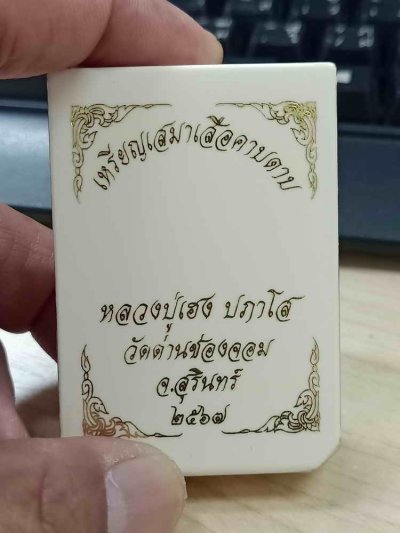 เหรียญเสมาเสือคาบดาบ
หลวงปู่เฮง ปภาโส
วัดด่านช่องจอม
จ.สุรินทร์
๒๕๖๗